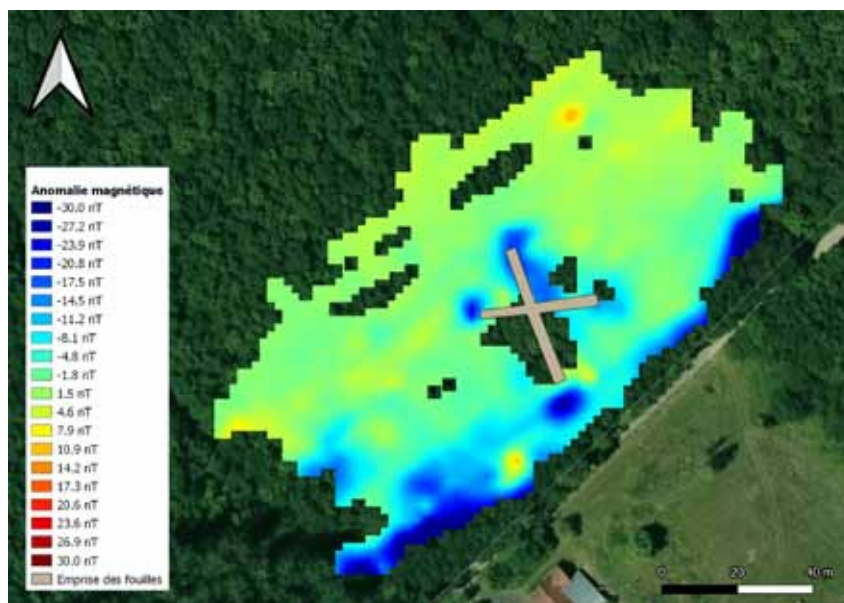 Anomalie magnétique
-30.0 nT
-27.2 nT
-23.9 nT
-20.8 nT
-17.5 nT
-14.5 nT
-11.2 nT
-8.1 nT
-4.8 nT
-1.8 nT
1.5 nT
4.6 nT
7.9 nT
10.9 nT
14.2 nT
17.3 nT
20.6 nT
23.6 nT
26.9 nT
30.0 nT
Emprise des fouilles
0 20 40 m